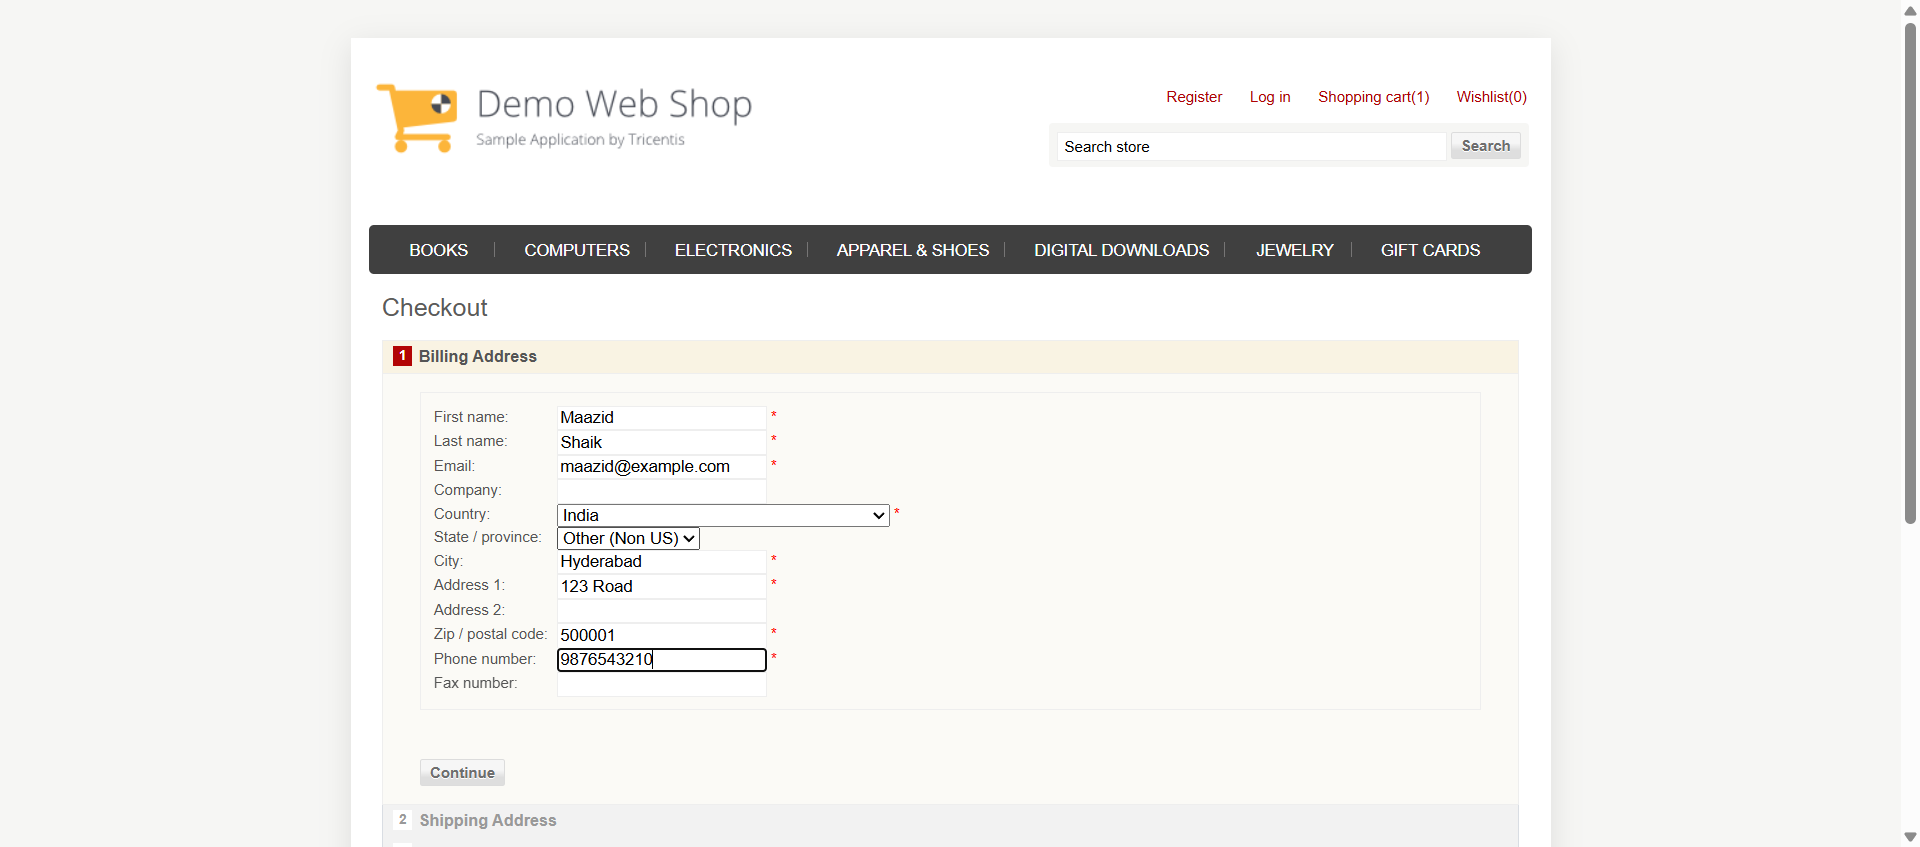 Demo Web Shop
Sample Application by Tricentis
Register Log in Shopping cart(1) Wishlist(0)
Search store Search
BOOKS COMPUTERS ELECTRONICS APPAREL & SHOES DIGITAL DOWNLOADS JEWELRY GIFT CARDS
Checkout
1 Billing Address
First name: Maazid *
Last name: Shaik *
Email: maazid@example.com *
Company:
Country: India *
State / province: Other (Non US)
City: Hyderabad *
Address 1: 123 Road *
Address 2:
Zip / postal code: 500001 *
Phone number: 9876543210 *
Fax number:
Continue
2 Shipping Address